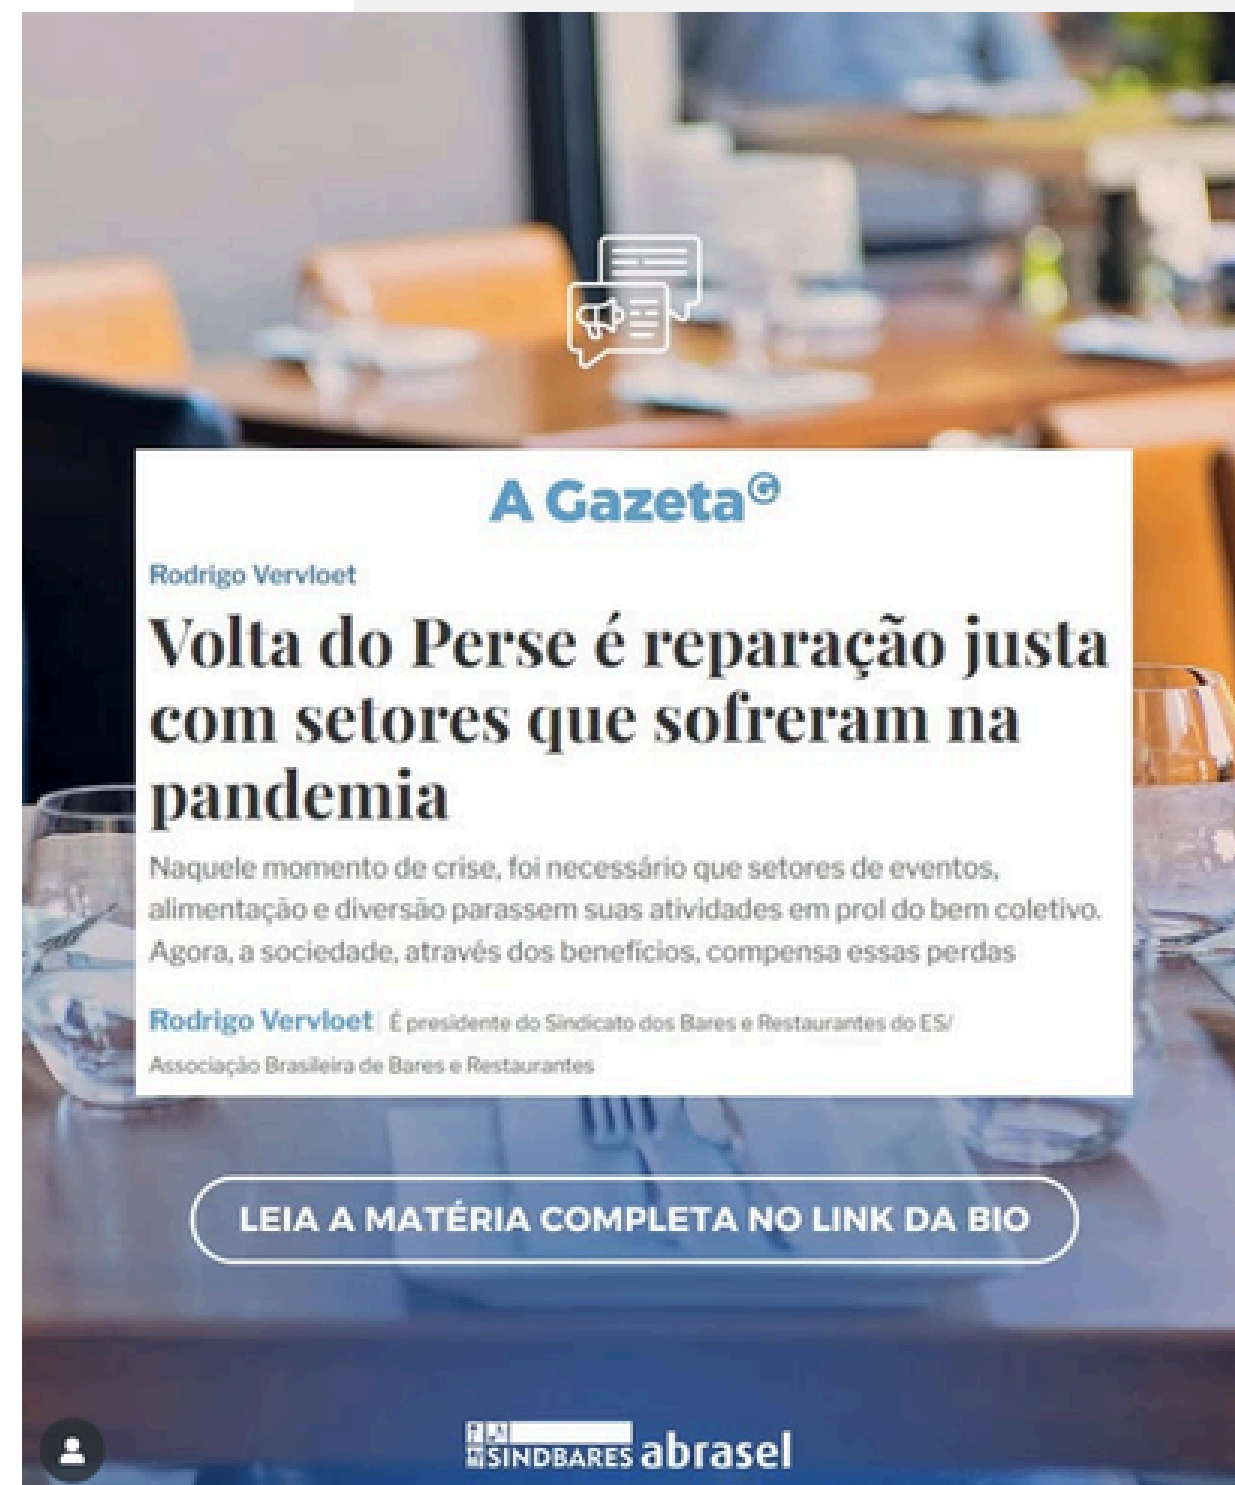 A Gazeta
Rodrigo Vervloet
Volta do Perse é reparação justa
com setores que sofreram na
pandemia
Naquele momento de crise, foi necessário que setores de eventos,
alimentação e diversão parassem suas atividades em prol do bem coletivo.
Agora, a sociedade, através dos benefícios, compensa essas perdas
Rodrigo Vervloet | É presidente do Sindicato dos Bares e Restaurantes do ES/
Associação Brasileira de Bares e Restaurantes
LEIA A MATÉRIA COMPLETA NO LINK DA BIO
SINDBARES abrasel